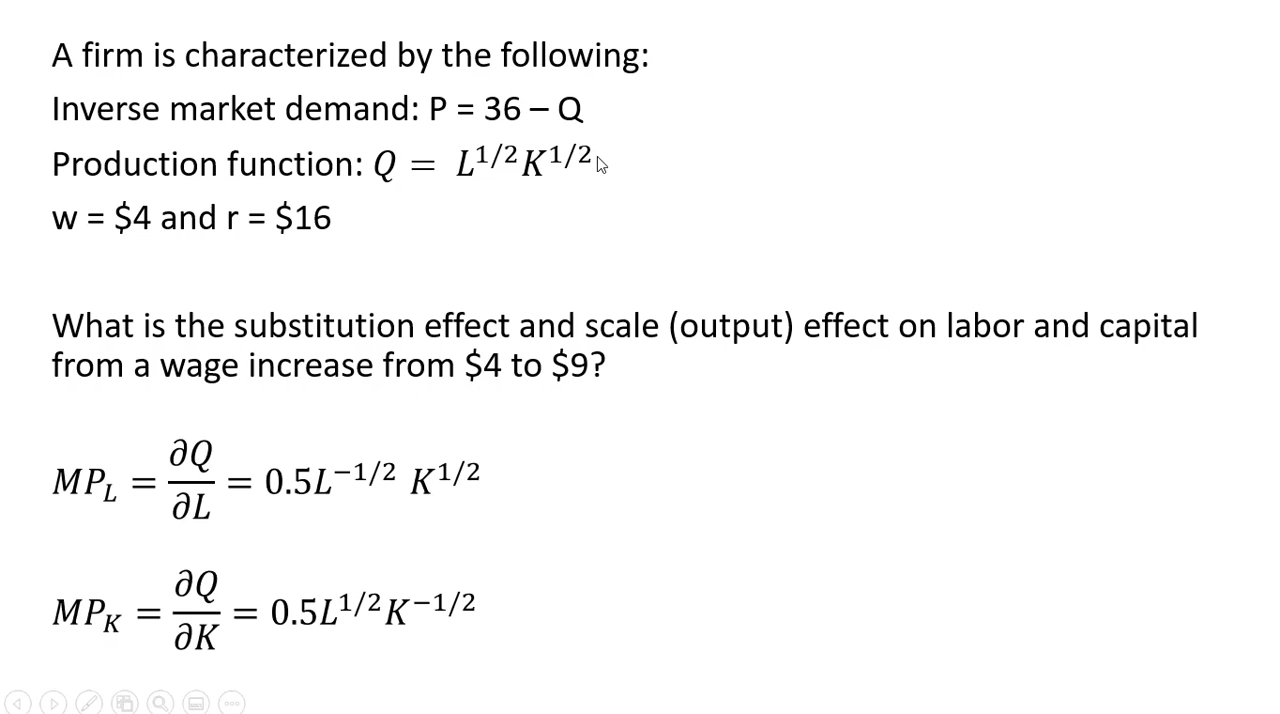 A firm is characterized by the following:
Inverse market demand: P = 36 – Q
Production function: Q = L^{1/2}K^{1/2}
w = $4 and r = $16
What is the substitution effect and scale (output) effect on labor and capital
from a wage increase from $4 to $9?
MP_L = ∂Q/∂L = 0.5L^{−1/2} K^{1/2}
MP_K = ∂Q/∂K = 0.5L^{1/2}K^{−1/2}